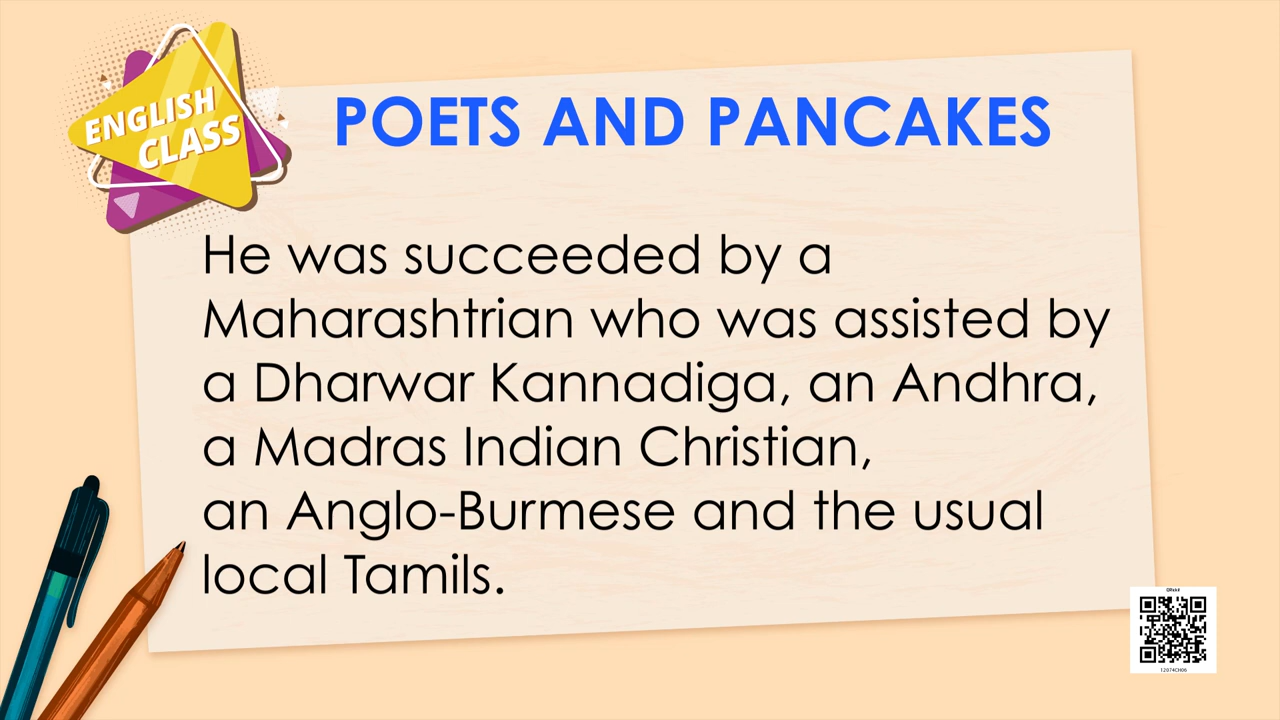 ENGLISH
CLASS
POETS AND PANCAKES
He was succeeded by a
Maharashtrian who was assisted by
a Dharwar Kannadiga, an Andhra,
a Madras Indian Christian,
an Anglo-Burmese and the usual
local Tamils.
12074CH06